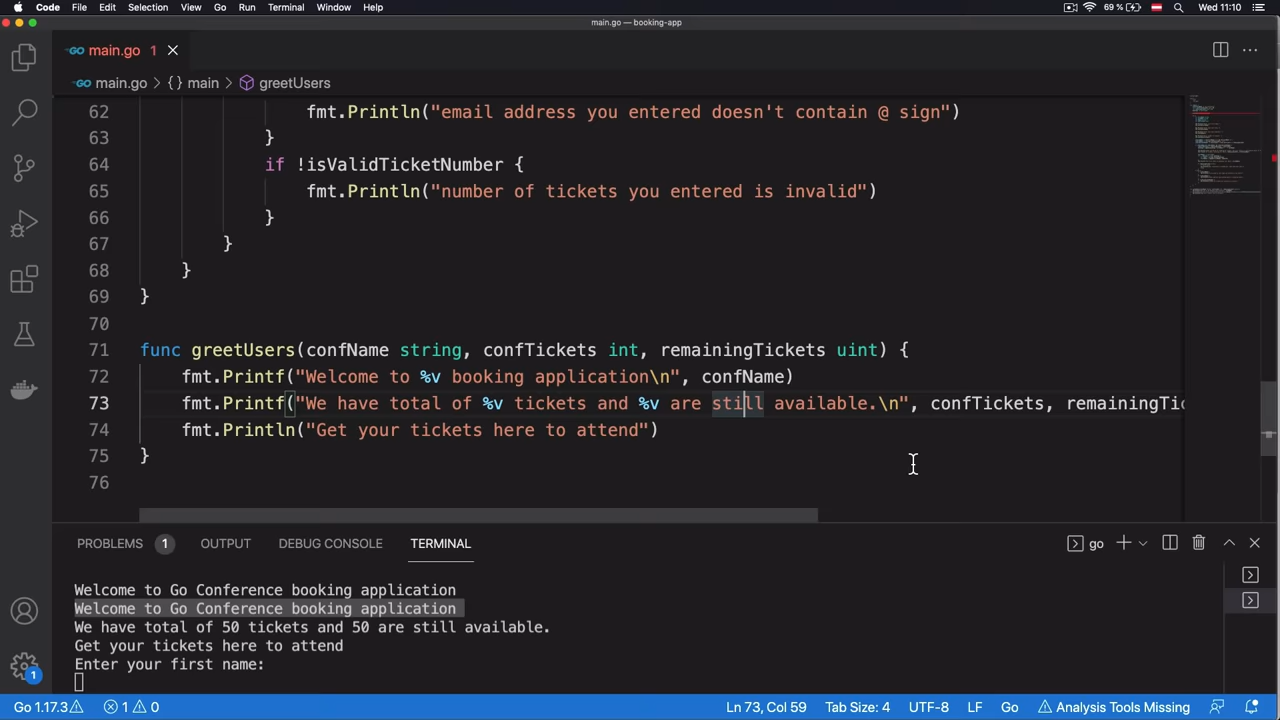 Code File Edit Selection View Go Run Terminal Window Help 69 % Wed 11:10
main.go — booking-app
GO main.go 1
GO main.go > {} main > greetUsers
62 fmt.Println("email address you entered doesn't contain @ sign")
63 }
64 if !isValidTicketNumber {
65 fmt.Println("number of tickets you entered is invalid")
66 }
67 }
68 }
69 }
70
71 func greetUsers(confName string, confTickets int, remainingTickets uint) {
72 fmt.Printf("Welcome to %v booking application\n", confName)
73 fmt.Printf("We have total of %v tickets and %v are still available.\n", confTickets, remainingTic
74 fmt.Println("Get your tickets here to attend")
75 }
76
PROBLEMS 1 OUTPUT DEBUG CONSOLE TERMINAL go
Welcome to Go Conference booking application
Welcome to Go Conference booking application
We have total of 50 tickets and 50 are still available.
Get your tickets here to attend
Enter your first name:
1
Go 1.17.3 1 0 Ln 73, Col 59 Tab Size: 4 UTF-8 LF Go Analysis Tools Missing